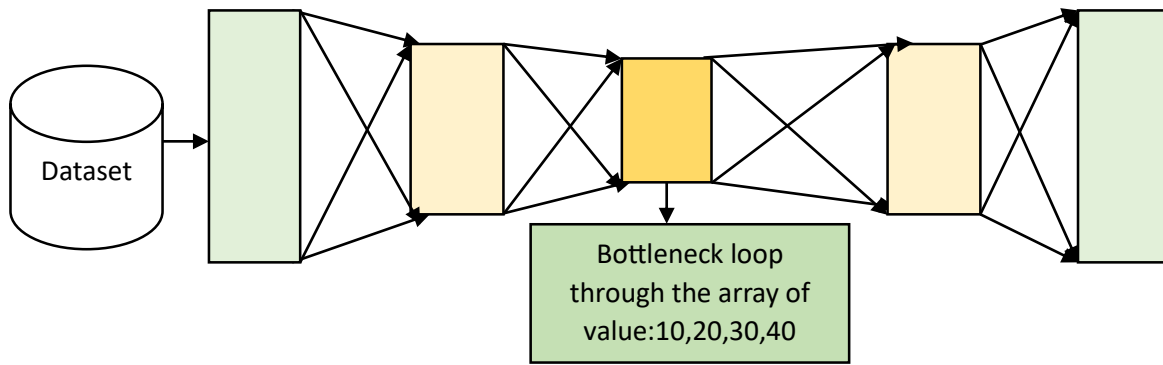 Dataset
Bottleneck loop
through the array of
value:10,20,30,40